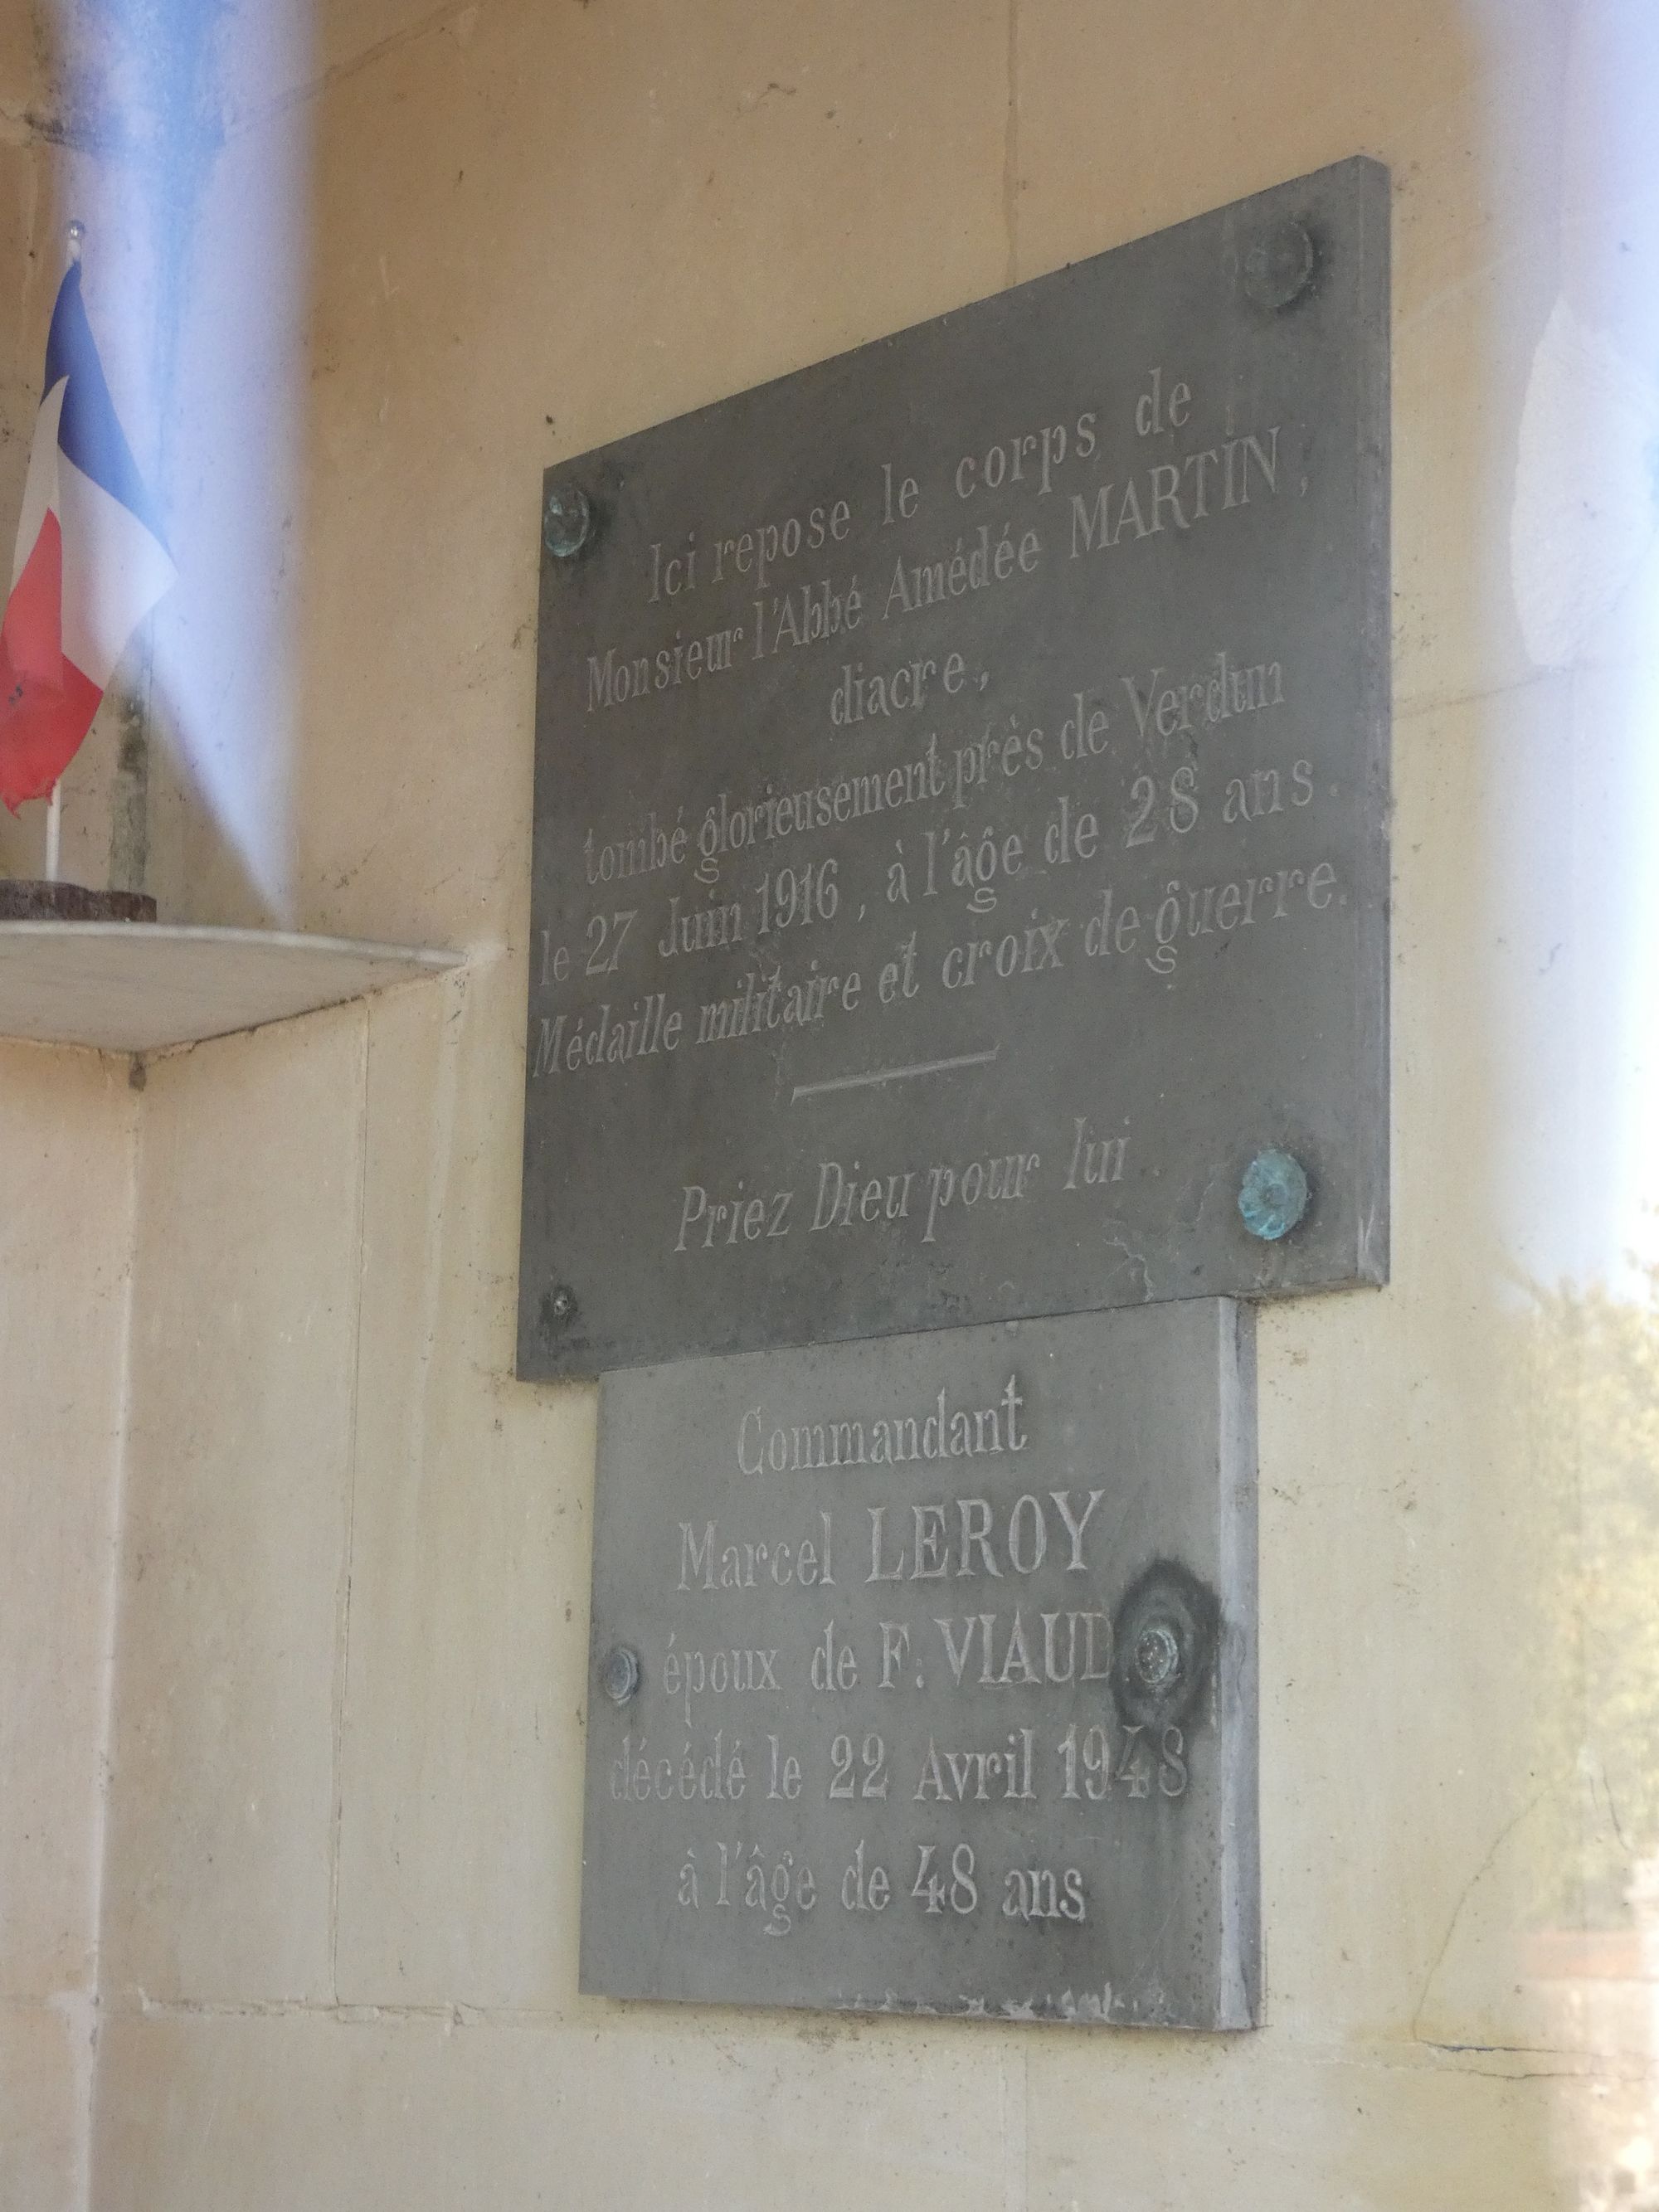 Ici repose le corps de
Monsieur l'Abbé Amédée MARTIN,
diacre,
tombé glorieusement près de Verdun
le 27 Juin 1916, à l'âge de 28 ans.
Médaille militaire et croix de guerre.
Priez Dieu pour lui.
Commandant
Marcel LEROY
époux de F. VIAUD
décédé le 22 Avril 1948
à l'âge de 48 ans